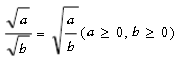 √a/√b = √(a/b) (a ≥ 0, b ≥ 0)